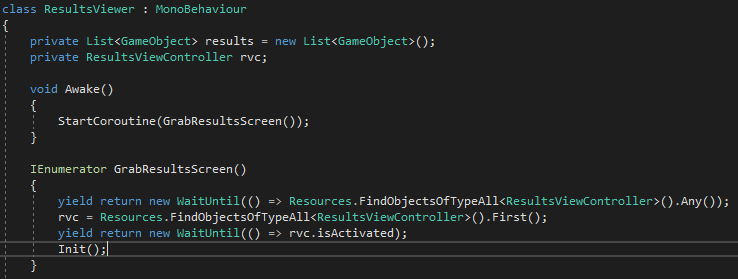 class ResultsViewer : MonoBehaviour
{
    private List<GameObject> results = new List<GameObject>();
    private ResultsViewController rvc;

    void Awake()
    {
        StartCoroutine(GrabResultsScreen());
    }

    IEnumerator GrabResultsScreen()
    {
        yield return new WaitUntil(() => Resources.FindObjectsOfTypeAll<ResultsViewController>().Any());
        rvc = Resources.FindObjectsOfTypeAll<ResultsViewController>().First();
        yield return new WaitUntil(() => rvc.isActivated);
        Init();
    }